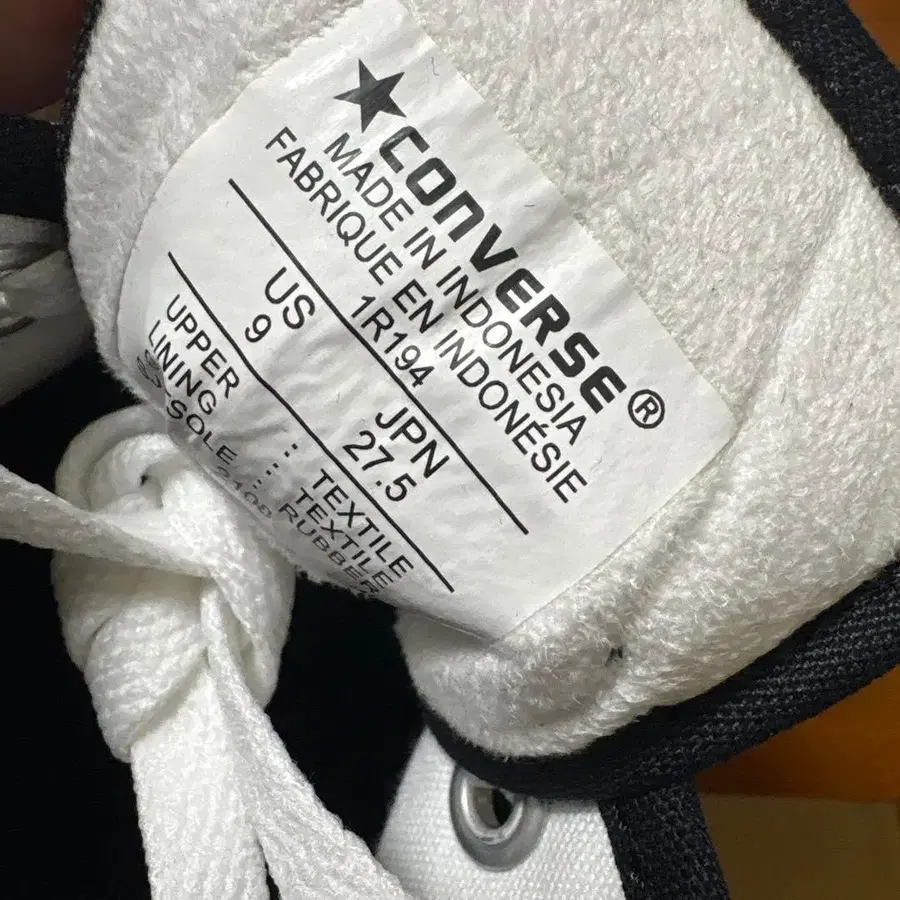 CONVERSE®
MADE IN INDONESIA
FABRIQUE EN INDONÉSIE
1R194
US JPN
9 27.5
UPPER : TEXTILE
LINING : TEXTILE
SOLE : RUBBER